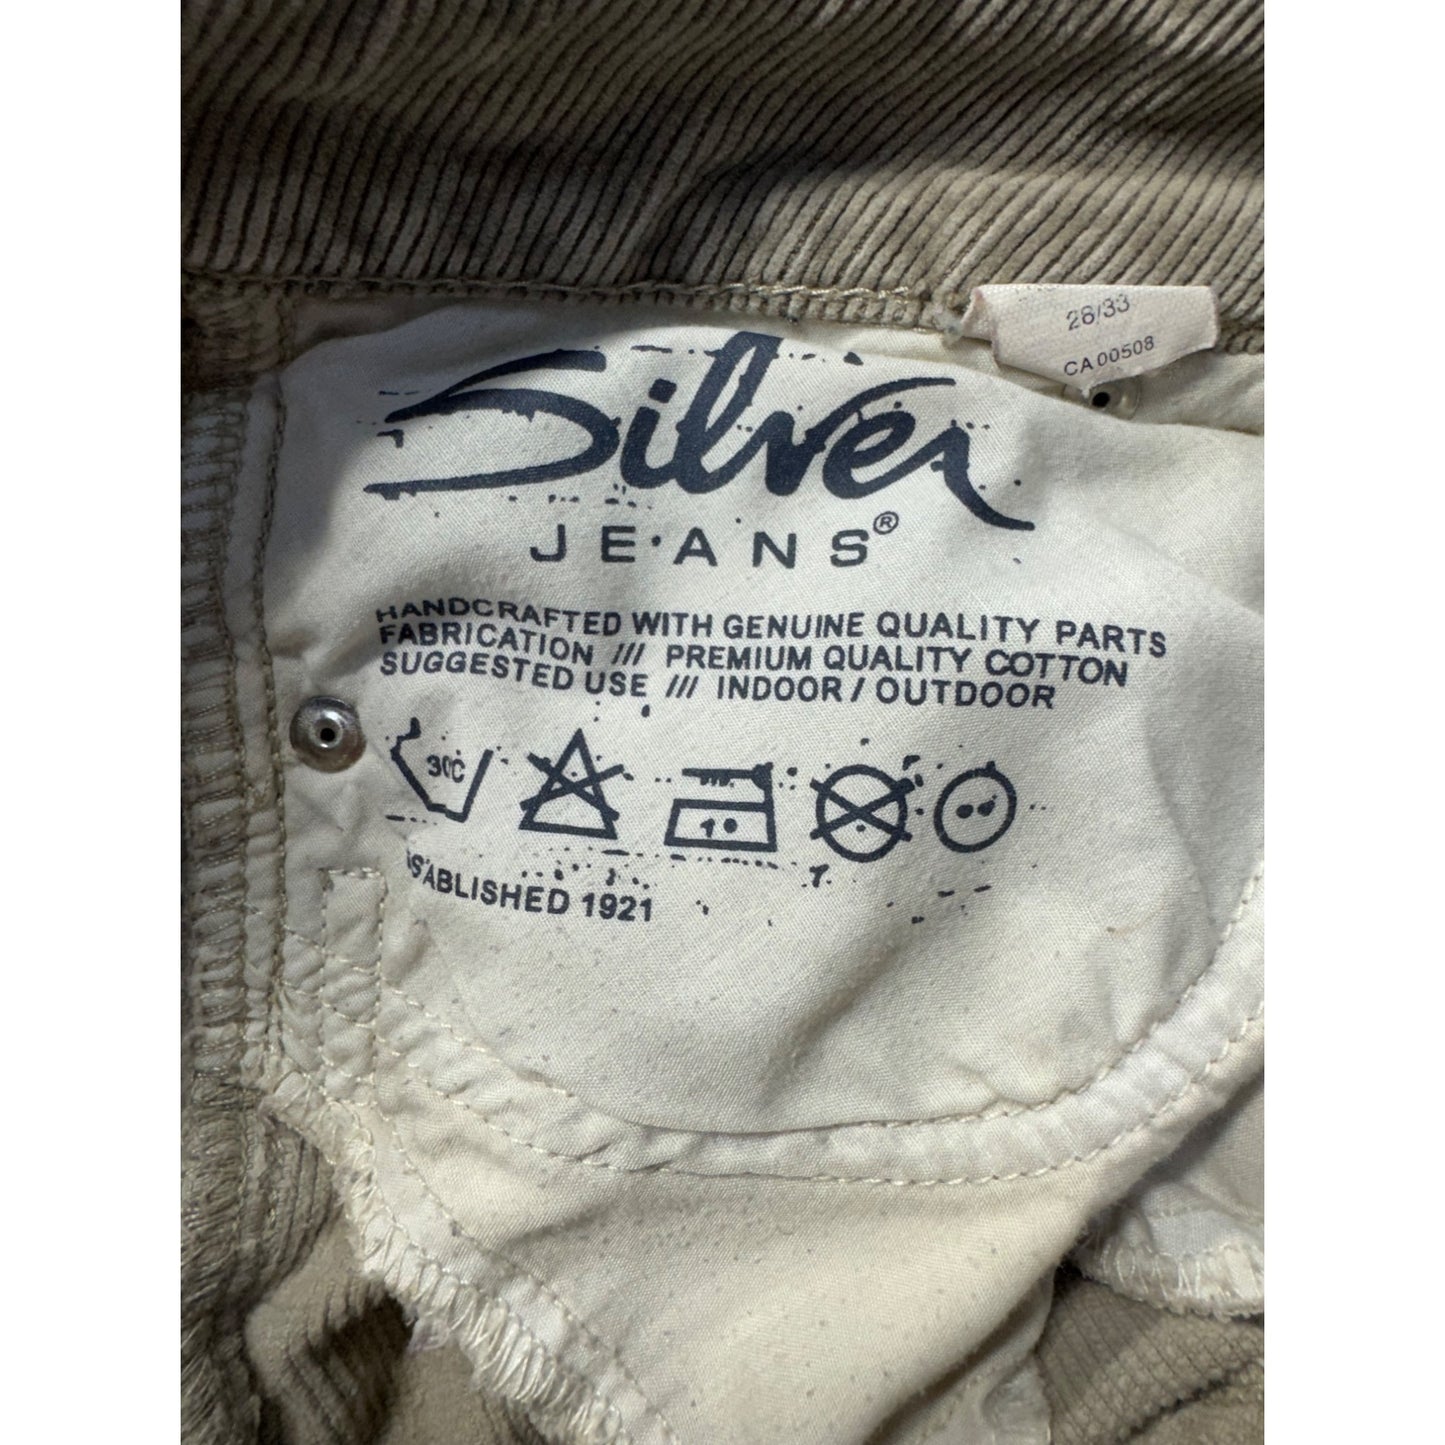 28/33
CA 00508
Silver
JEANS®
HANDCRAFTED WITH GENUINE QUALITY PARTS
FABRICATION /// PREMIUM QUALITY COTTON
SUGGESTED USE /// INDOOR / OUTDOOR
30C
ESTABLISHED 1921